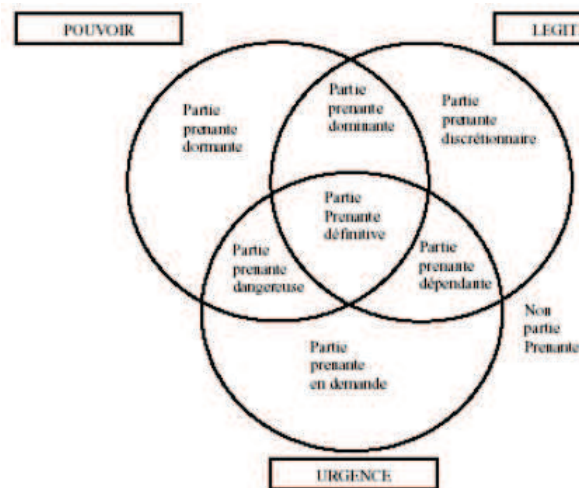 POUVOIR
LEGIT
Partie
prenante
dormante
Partie
prenante
dominante
Partie
prenante
discrétionnaire
Partie
Prenante
définitive
Partie
prenante
dangereuse
Partie
prenante
dépendante
Non
partie
Prenante
Partie
prenante
en demande
URGENCE